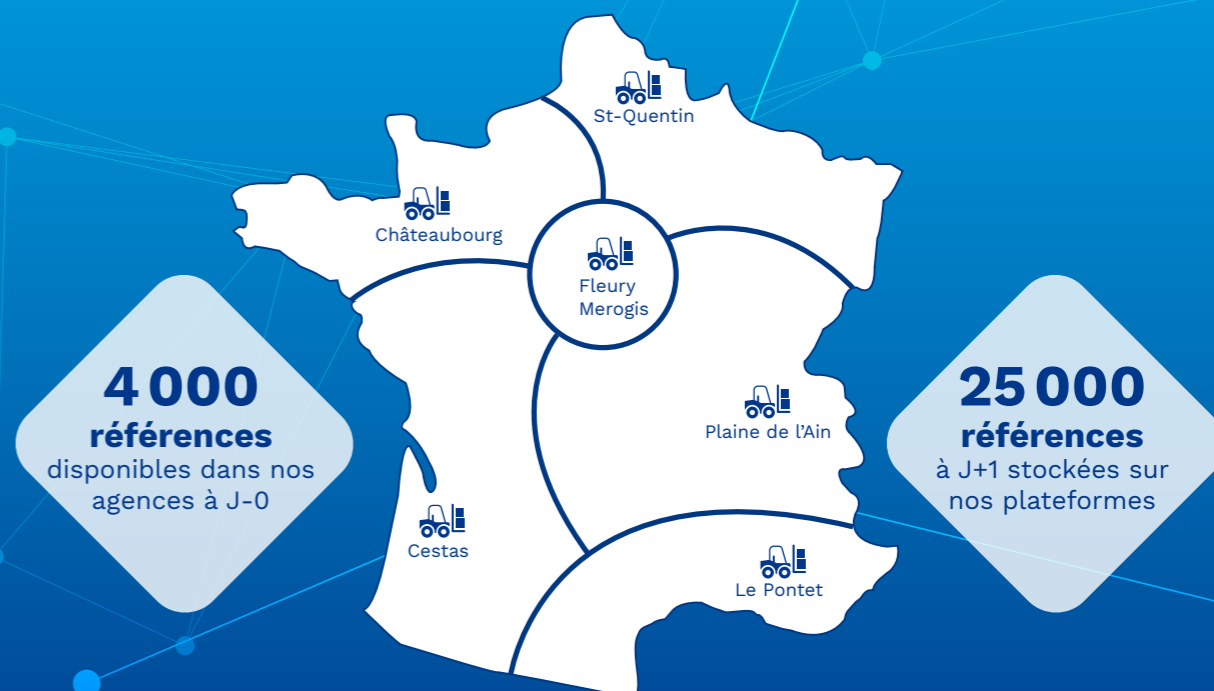 St-Quentin
Châteaubourg
Fleury
Merogis
4 000
références
disponibles dans nos
agences à J-0
25 000
références
à J+1 stockées sur
nos plateformes
Plaine de l’Ain
Cestas
Le Pontet